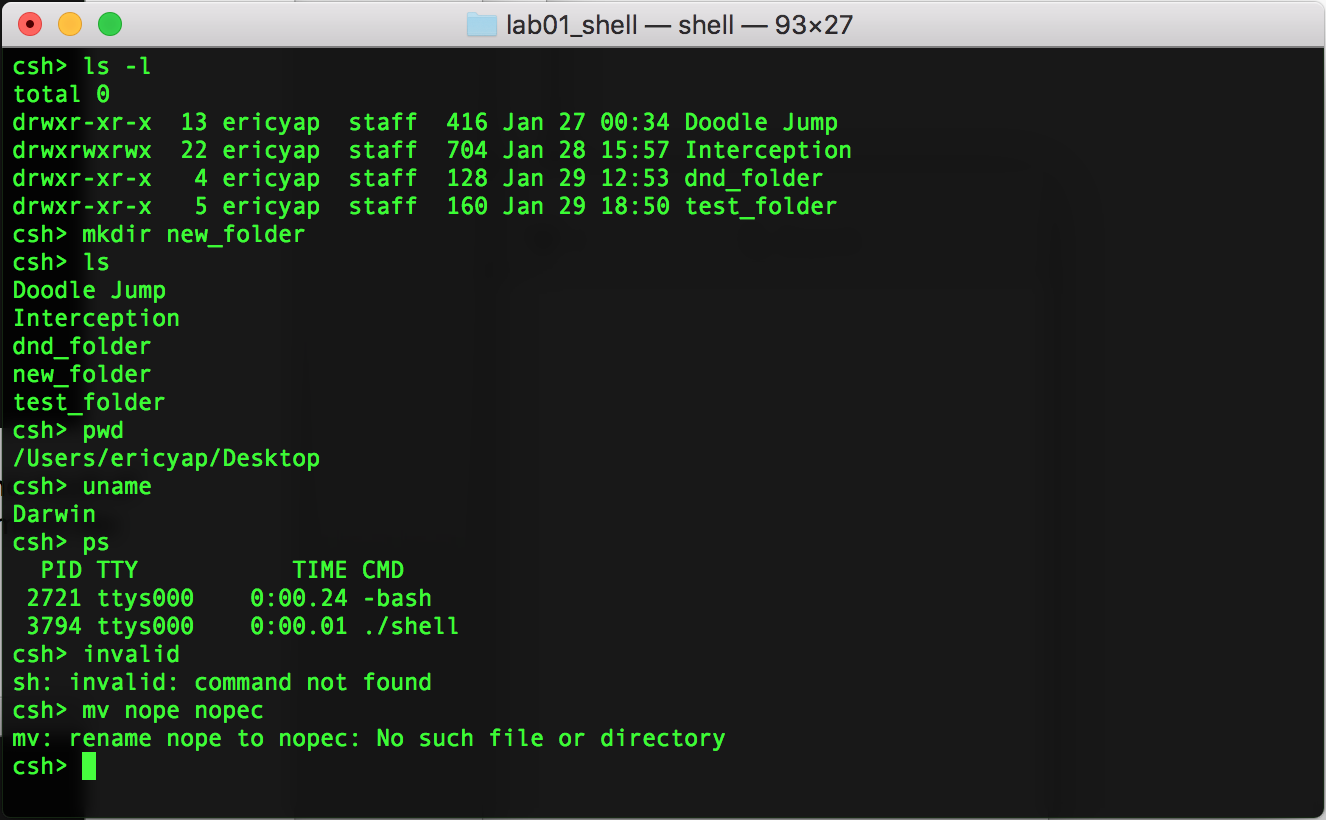 lab01_shell — shell — 93×27
csh> ls -l
total 0
drwxr-xr-x  13 ericyap  staff  416 Jan 27 00:34 Doodle Jump
drwxrwxrwx  22 ericyap  staff  704 Jan 28 15:57 Interception
drwxr-xr-x   4 ericyap  staff  128 Jan 29 12:53 dnd_folder
drwxr-xr-x   5 ericyap  staff  160 Jan 29 18:50 test_folder
csh> mkdir new_folder
csh> ls
Doodle Jump
Interception
dnd_folder
new_folder
test_folder
csh> pwd
/Users/ericyap/Desktop
csh> uname
Darwin
csh> ps
  PID TTY           TIME CMD
 2721 ttys000    0:00.24 -bash
 3794 ttys000    0:00.01 ./shell
csh> invalid
sh: invalid: command not found
csh> mv nope nopec
mv: rename nope to nopec: No such file or directory
csh>